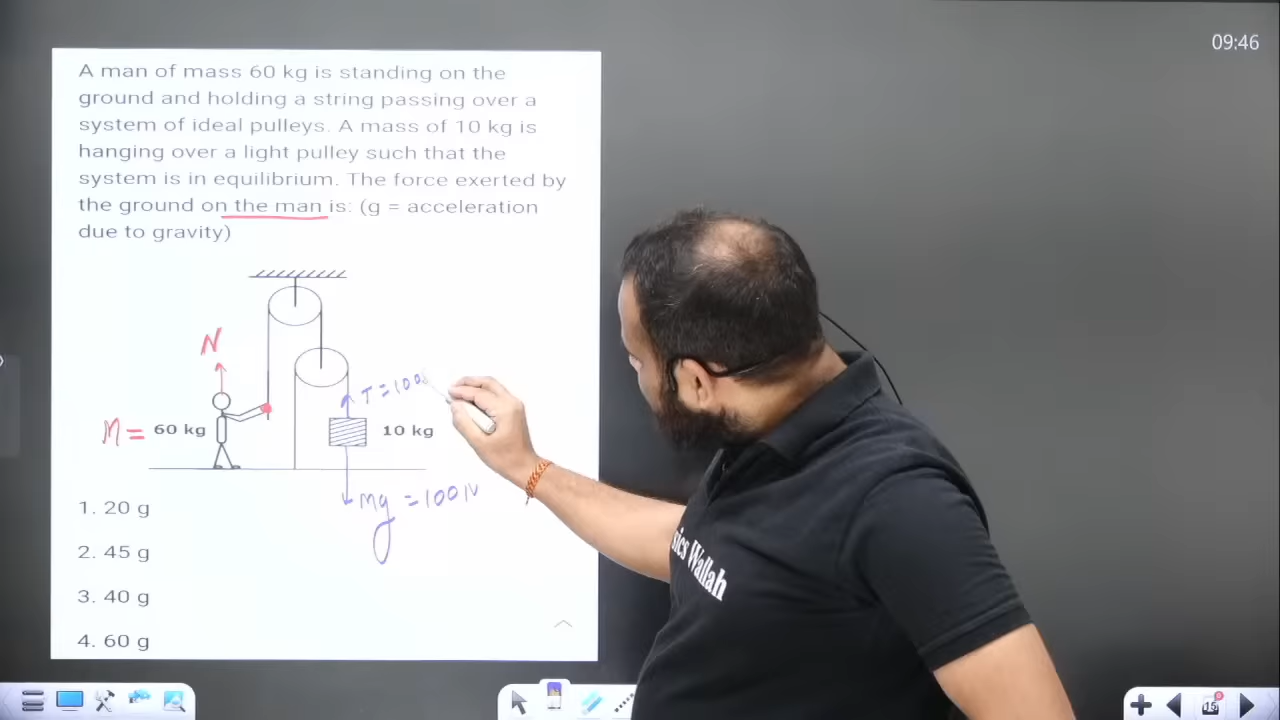 09:46
A man of mass 60 kg is standing on the
ground and holding a string passing over a
system of ideal pulleys. A mass of 10 kg is
hanging over a light pulley such that the
system is in equilibrium. The force exerted by
the ground on the man is: (g = acceleration
due to gravity)
N
T = 100
M = 60 kg
10 kg
Mg = 100N
1. 20 g
2. 45 g
3. 40 g
4. 60 g
15